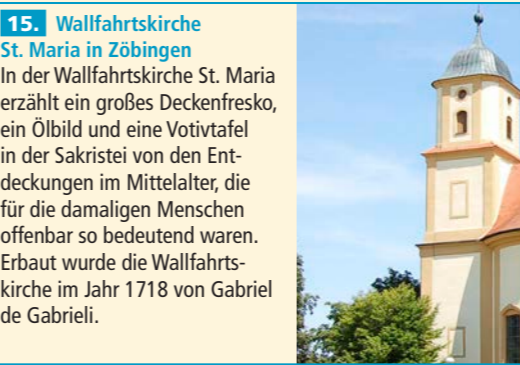 15. Wallfahrtskirche
St. Maria in Zöbingen
In der Wallfahrtskirche St. Maria
erzählt ein großes Deckenfresko,
ein Ölbild und eine Votivtafel
in der Sakristei von den Ent-
deckungen im Mittelalter, die
für die damaligen Menschen
offenbar so bedeutend waren.
Erbaut wurde die Wallfahrts-
kirche im Jahr 1718 von Gabriel
de Gabrieli.